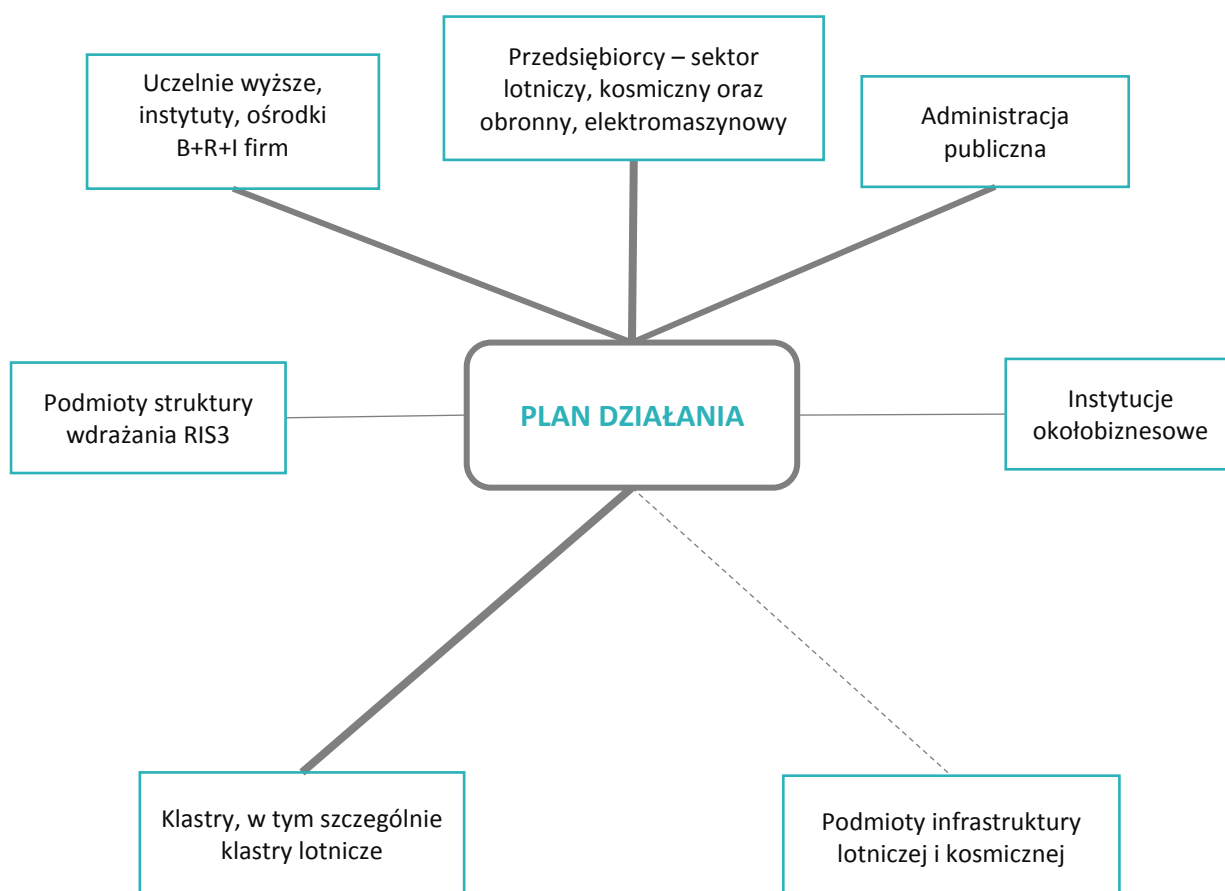 Uczelnie wyższe,
instytuty, ośrodki
B+R+I firm
Przedsiębiorcy – sektor
lotniczy, kosmiczny oraz
obronny, elektromaszynowy
Administracja
publiczna
Podmioty struktury
wdrażania RIS3
PLAN DZIAŁANIA
Instytucje
okołobiznesowe
Klastry, w tym szczególnie
klastry lotnicze
Podmioty infrastruktury
lotniczej i kosmicznej